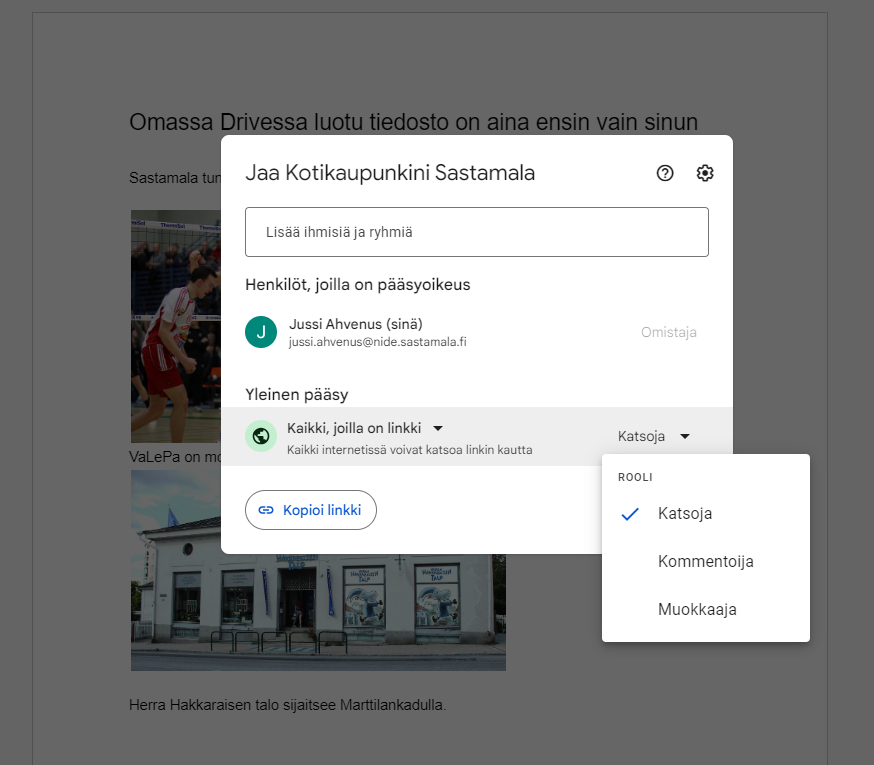 Omassa Drivessa luotu tiedosto on aina ensin vain sinun
Jaa Kotikaupunkini Sastamala
Sastamala tun
Lisää ihmisiä ja ryhmiä
Henkilöt, joilla on pääsyoikeus
J
Jussi Ahvenus (sinä)
Omistaja
jussi.ahvenus@nide.sastamala.fi
Yleinen pääsy
Kaikki, joilla on linkki
Katsoja
Kaikki internetissä voivat katsoa linkin kautta
VaLePa on mo
ROOLI
Katsoja
Kommentoija
Muokkaaja
Kopioi linkki
TALO
Herra Hakkaraisen talo sijaitsee Marttilankadulla.